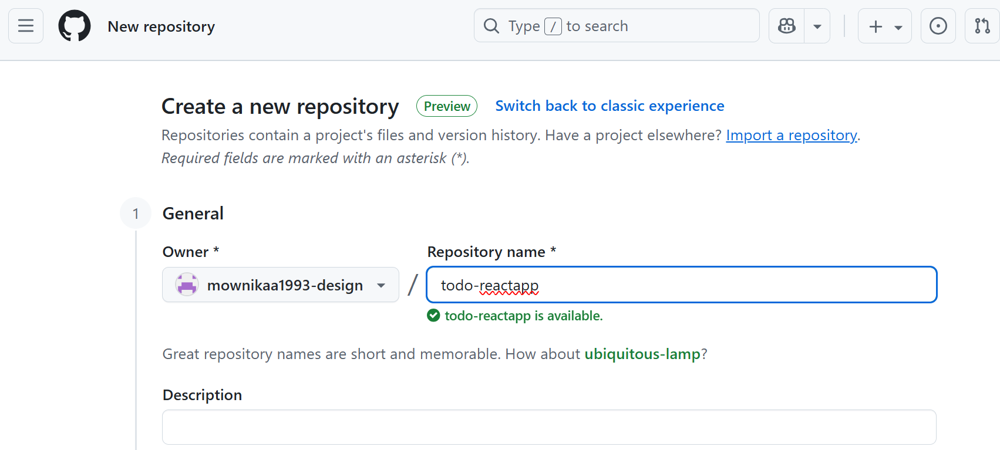 New repository
Type / to search
Create a new repository Preview Switch back to classic experience
Repositories contain a project's files and version history. Have a project elsewhere? Import a repository.
Required fields are marked with an asterisk (*).
1 General
Owner * Repository name *
mownikaa1993-design / todo-reactapp
todo-reactapp is available.
Great repository names are short and memorable. How about ubiquitous-lamp?
Description